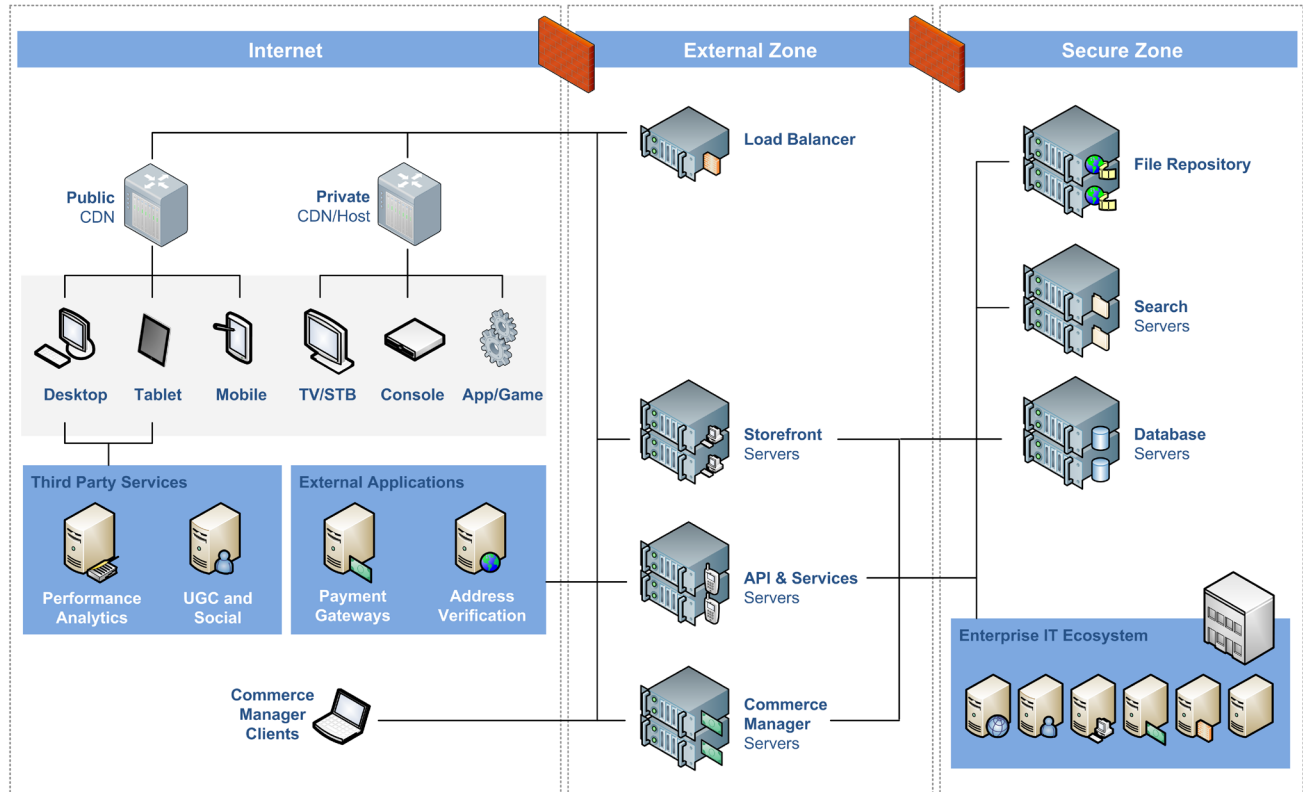 Internet
External Zone
Secure Zone
Load Balancer
File Repository
Public
CDN
Private
CDN/Host
Search
Servers
Desktop
Tablet
Mobile
TV/STB
Console
App/Game
Storefront
Servers
Database
Servers
Third Party Services
External Applications
Performance
Analytics
UGC and
Social
Payment
Gateways
Address
Verification
API & Services
Servers
Enterprise IT Ecosystem
Commerce
Manager
Clients
Commerce
Manager
Servers